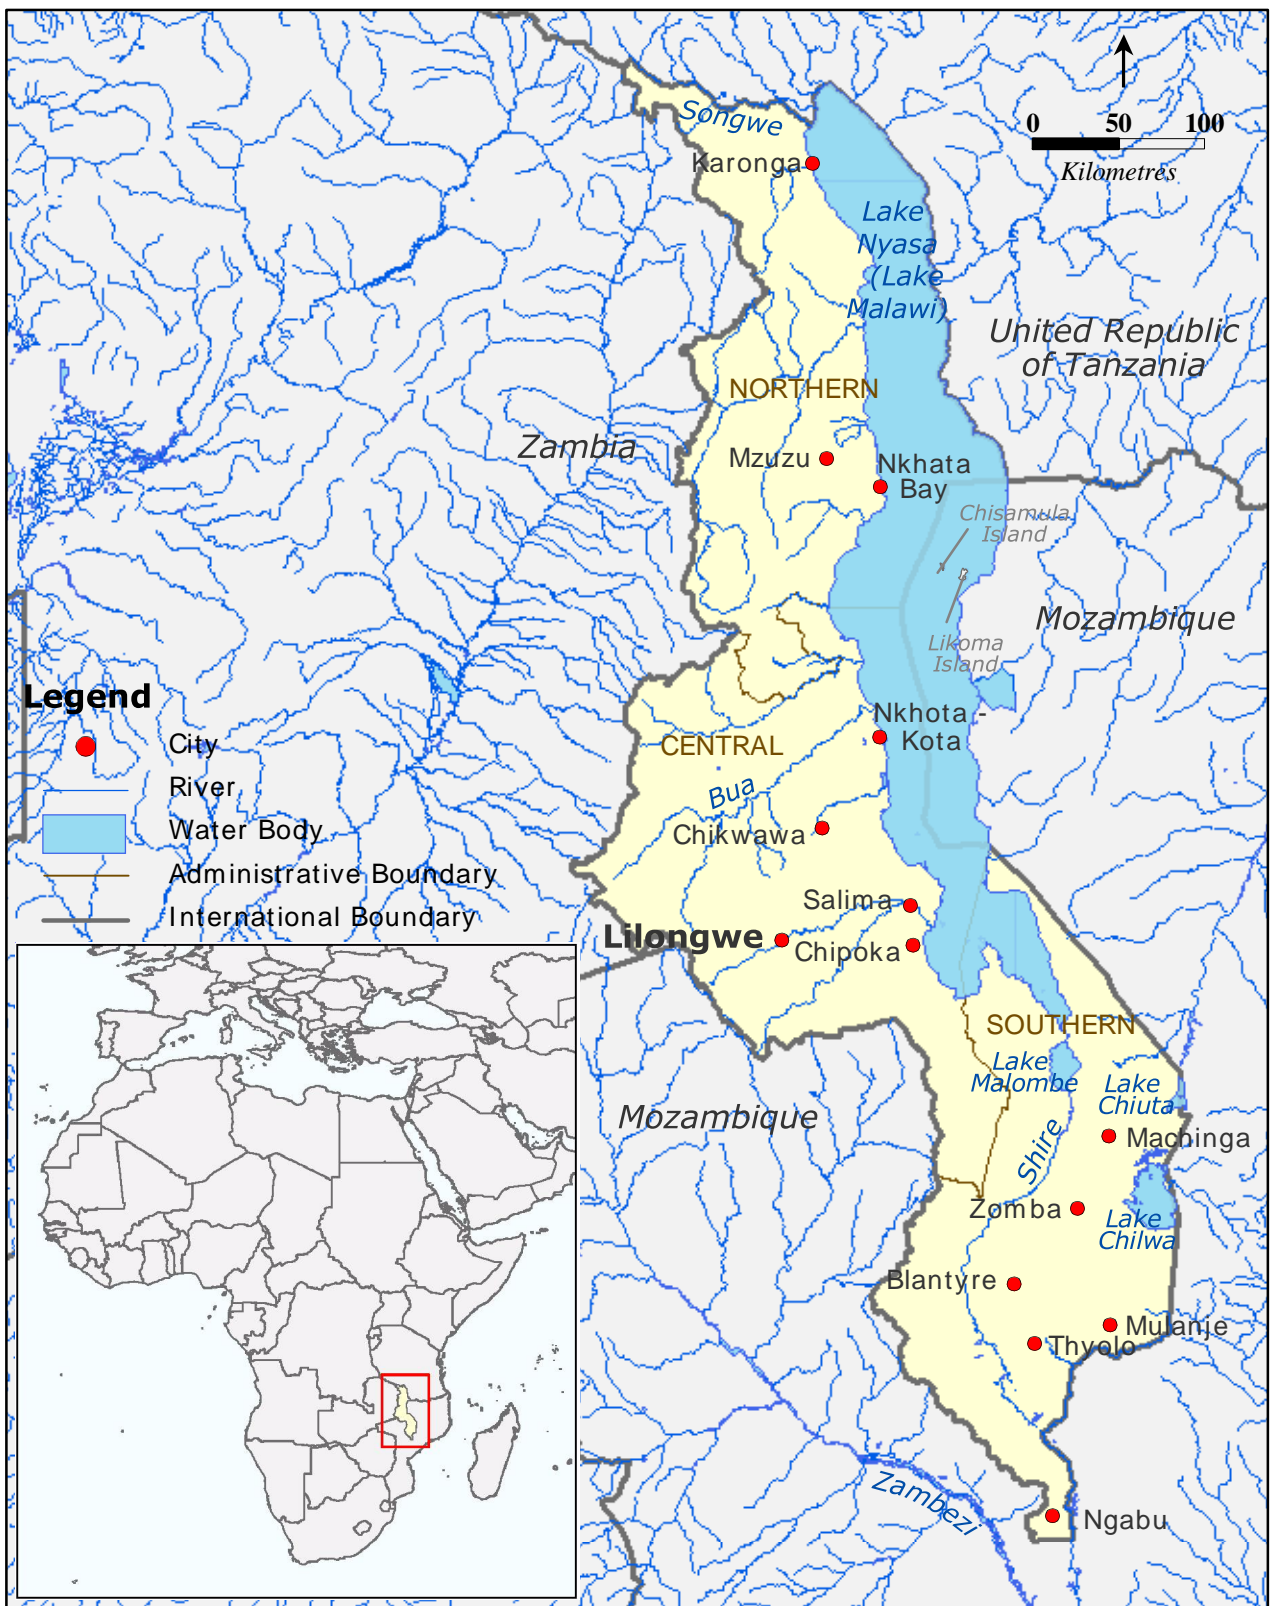 0 50 100
Kilometres
Songwe
Karonga
Lake
Nyasa
(Lake
Malawi)
United Republic
of Tanzania
NORTHERN
Zambia
Mzuzu
Nkhata
Bay
Chisamula
Island
Mozambique
Likoma
Island
Legend
City
River
Water Body
Administrative Boundary
International Boundary
Nkhota -
Kota
CENTRAL
Bua
Chikwawa
Salima
Lilongwe
Chipoka
SOUTHERN
Lake
Malombe
Lake
Chiuta
Mozambique
Shire
Machinga
Zomba
Lake
Chilwa
Blantyre
Mulanje
Thyolo
Zambezi
Ngabu